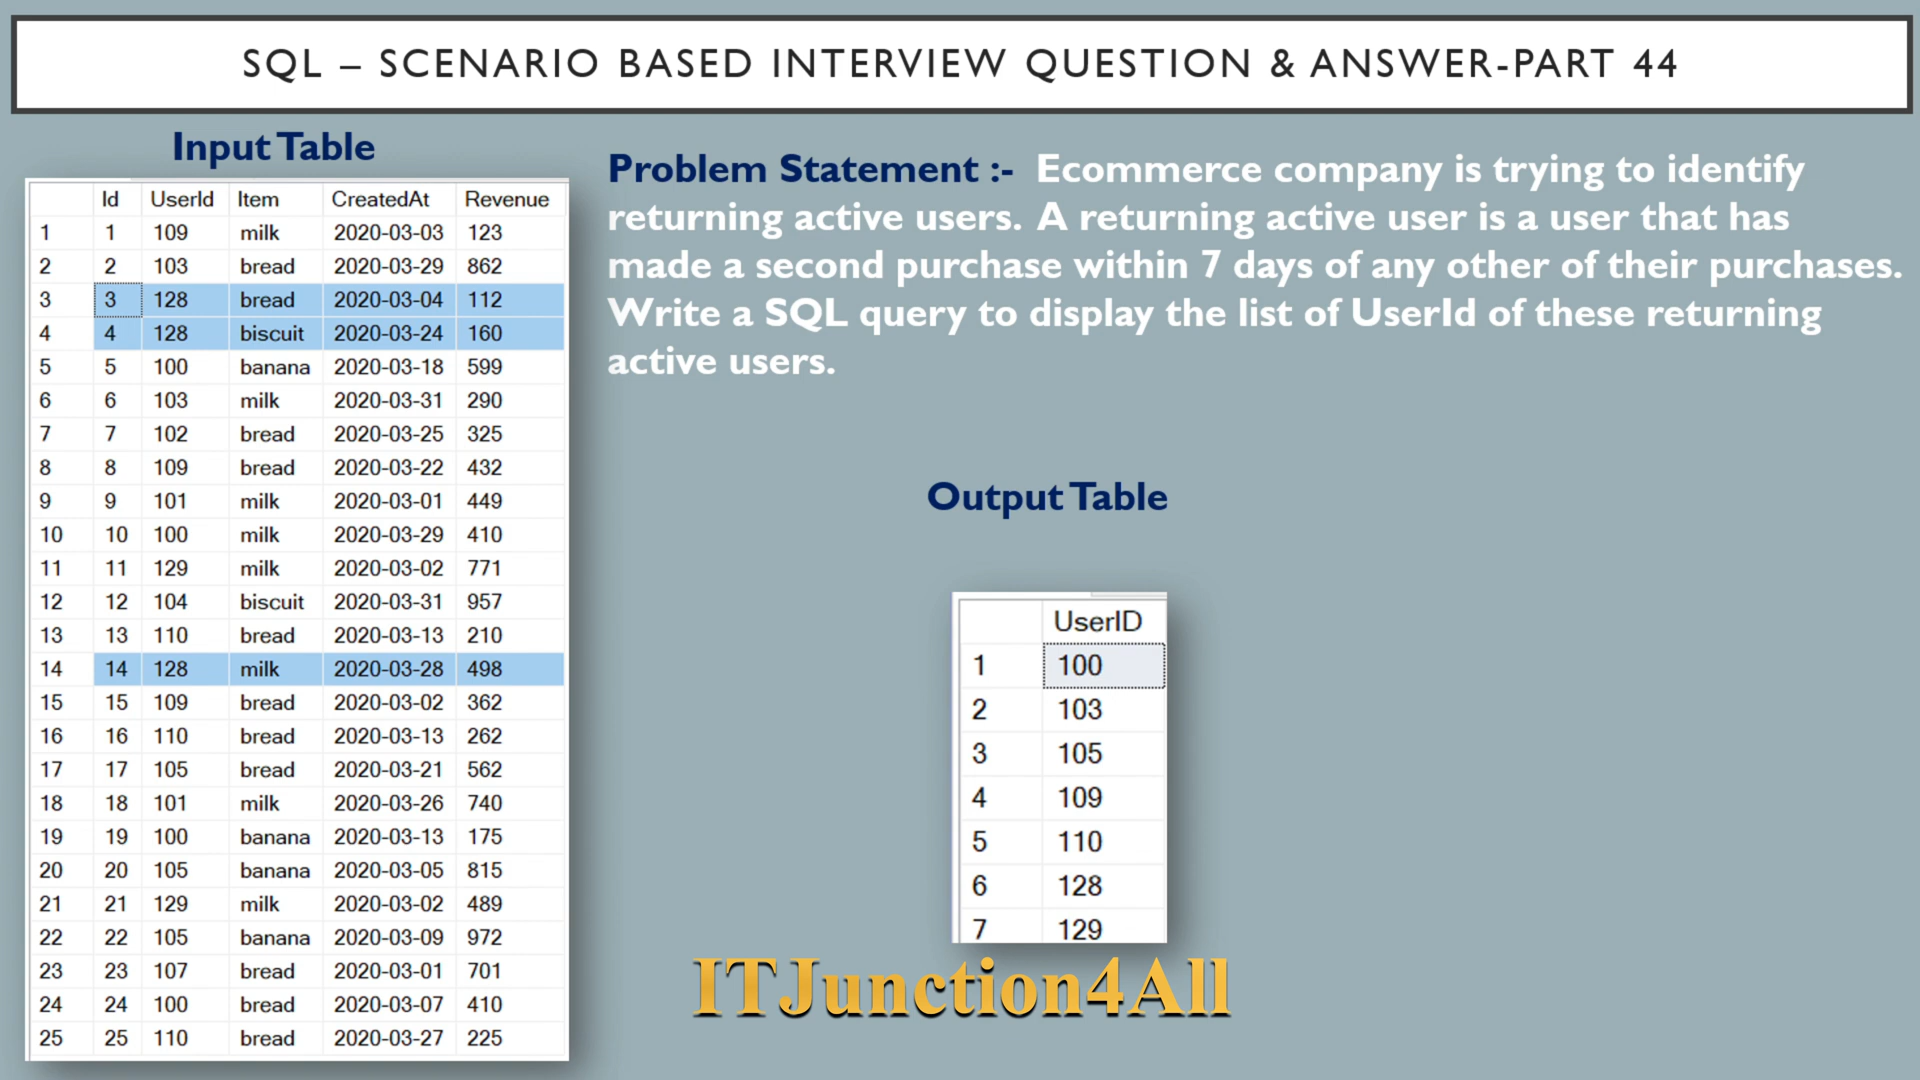 SQL – SCENARIO BASED INTERVIEW QUESTION & ANSWER-PART 44
Input Table
Id UserId Item CreatedAt Revenue
1 1 109 milk 2020-03-03 123
2 2 103 bread 2020-03-29 862
3 3 128 bread 2020-03-04 112
4 4 128 biscuit 2020-03-24 160
5 5 100 banana 2020-03-18 599
6 6 103 milk 2020-03-31 290
7 7 102 bread 2020-03-25 325
8 8 109 bread 2020-03-22 432
9 9 101 milk 2020-03-01 449
10 10 100 milk 2020-03-29 410
11 11 129 milk 2020-03-02 771
12 12 104 biscuit 2020-03-31 957
13 13 110 bread 2020-03-13 210
14 14 128 milk 2020-03-28 498
15 15 109 bread 2020-03-02 362
16 16 110 bread 2020-03-13 262
17 17 105 bread 2020-03-21 562
18 18 101 milk 2020-03-26 740
19 19 100 banana 2020-03-13 175
20 20 105 banana 2020-03-05 815
21 21 129 milk 2020-03-02 489
22 22 105 banana 2020-03-09 972
23 23 107 bread 2020-03-01 701
24 24 100 bread 2020-03-07 410
25 25 110 bread 2020-03-27 225
Problem Statement :- Ecommerce company is trying to identify
returning active users. A returning active user is a user that has
made a second purchase within 7 days of any other of their purchases.
Write a SQL query to display the list of UserId of these returning
active users.
Output Table
UserID
1 100
2 103
3 105
4 109
5 110
6 128
7 129
ITJunction4All